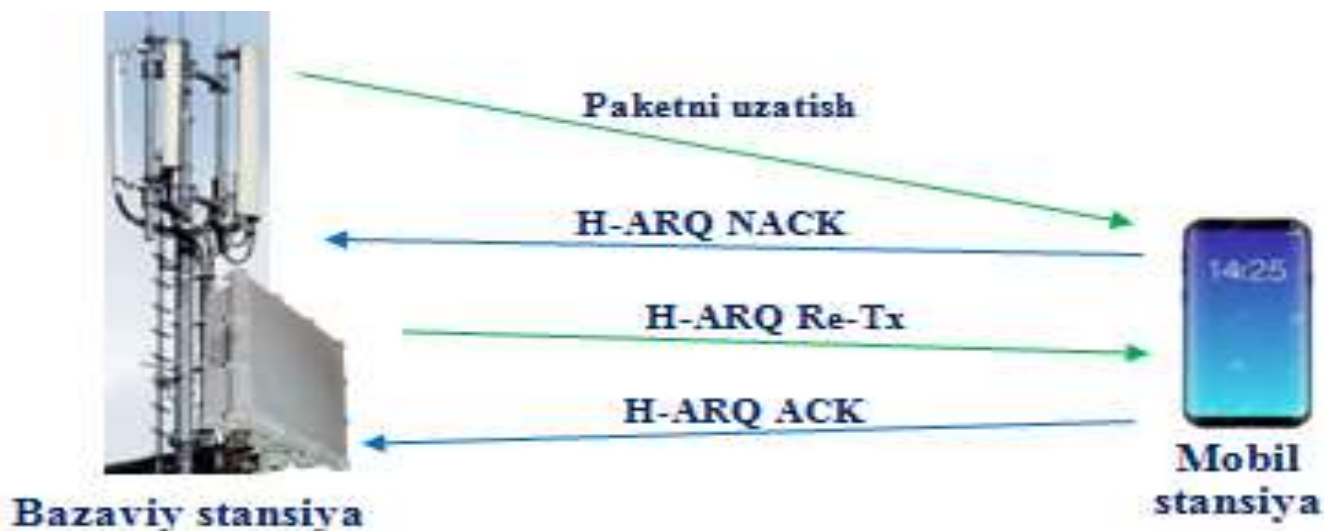 Paketni uzatish
H-ARQ NACK
14:25
H-ARQ Re-Tx
H-ARQ ACK
Mobil
stansiya
Bazaviy stansiya